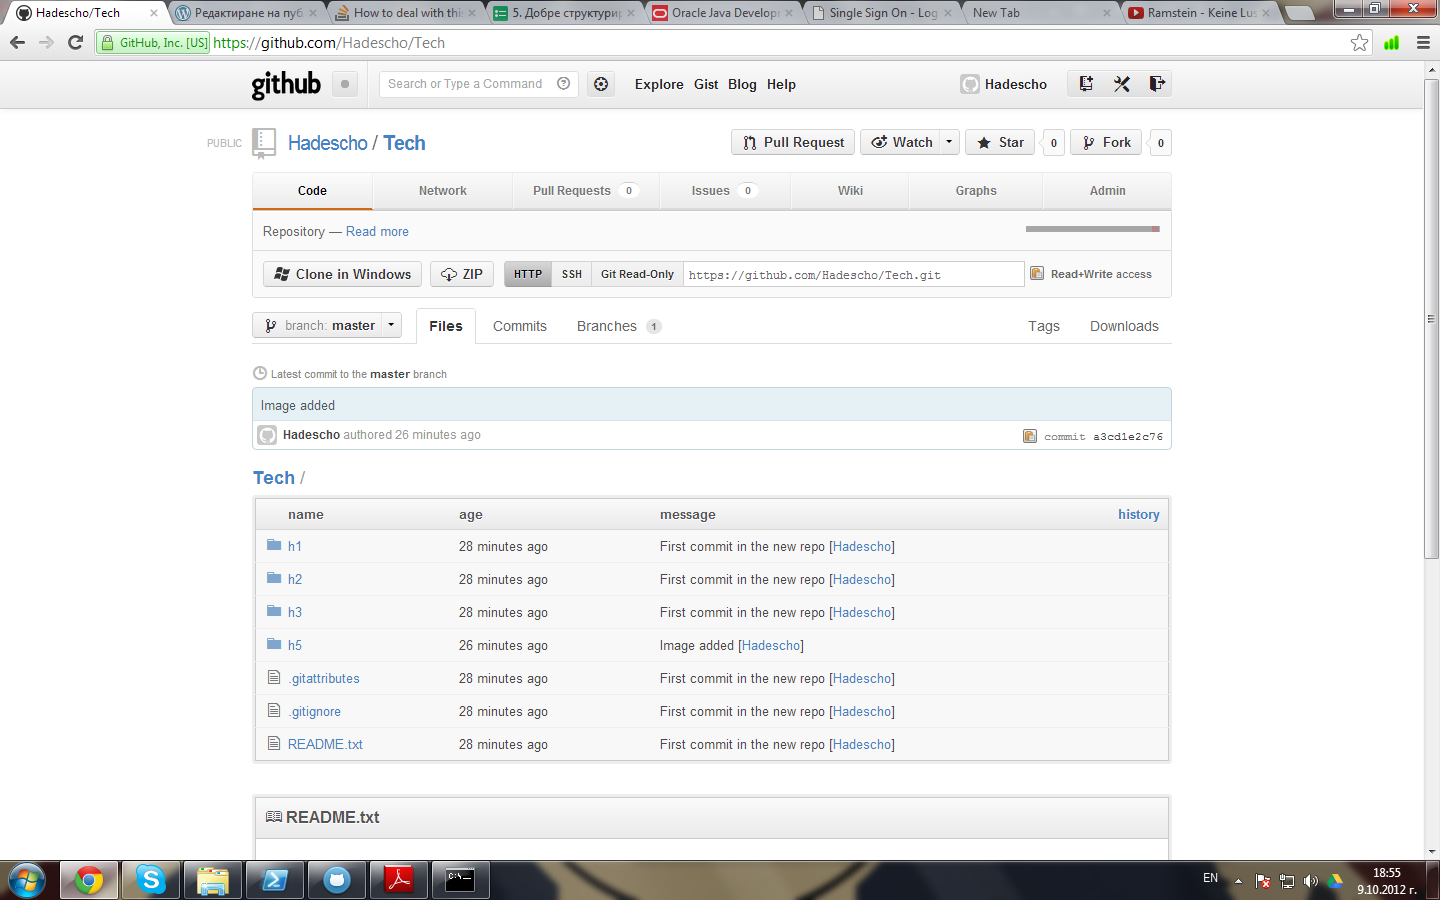 Hadescho/Tech
Редактиране на пуб
How to deal with this
5. Добре структурир
Oracle Java Develop
Single Sign On - Log
New Tab
Ramstein - Keine Lus
GitHub, Inc. [US] https://github.com/Hadescho/Tech
github
Search or Type a Command
Explore Gist Blog Help
Hadescho
PUBLIC
Hadescho / Tech
Pull Request
Watch
Star 0
Fork 0
Code
Network
Pull Requests 0
Issues 0
Wiki
Graphs
Admin
Repository — Read more
Clone in Windows
ZIP
HTTP
SSH
Git Read-Only
https://github.com/Hadescho/Tech.git
Read+Write access
branch: master
Files
Commits
Branches 1
Tags
Downloads
Latest commit to the master branch
Image added
Hadescho authored 26 minutes ago
commit a3cd1e2c76
Tech /
name age message history
h1 28 minutes ago First commit in the new repo [Hadescho]
h2 28 minutes ago First commit in the new repo [Hadescho]
h3 28 minutes ago First commit in the new repo [Hadescho]
h5 26 minutes ago Image added [Hadescho]
.gitattributes 28 minutes ago First commit in the new repo [Hadescho]
.gitignore 28 minutes ago First commit in the new repo [Hadescho]
README.txt 28 minutes ago First commit in the new repo [Hadescho]
README.txt
EN
18:55
9.10.2012 г.